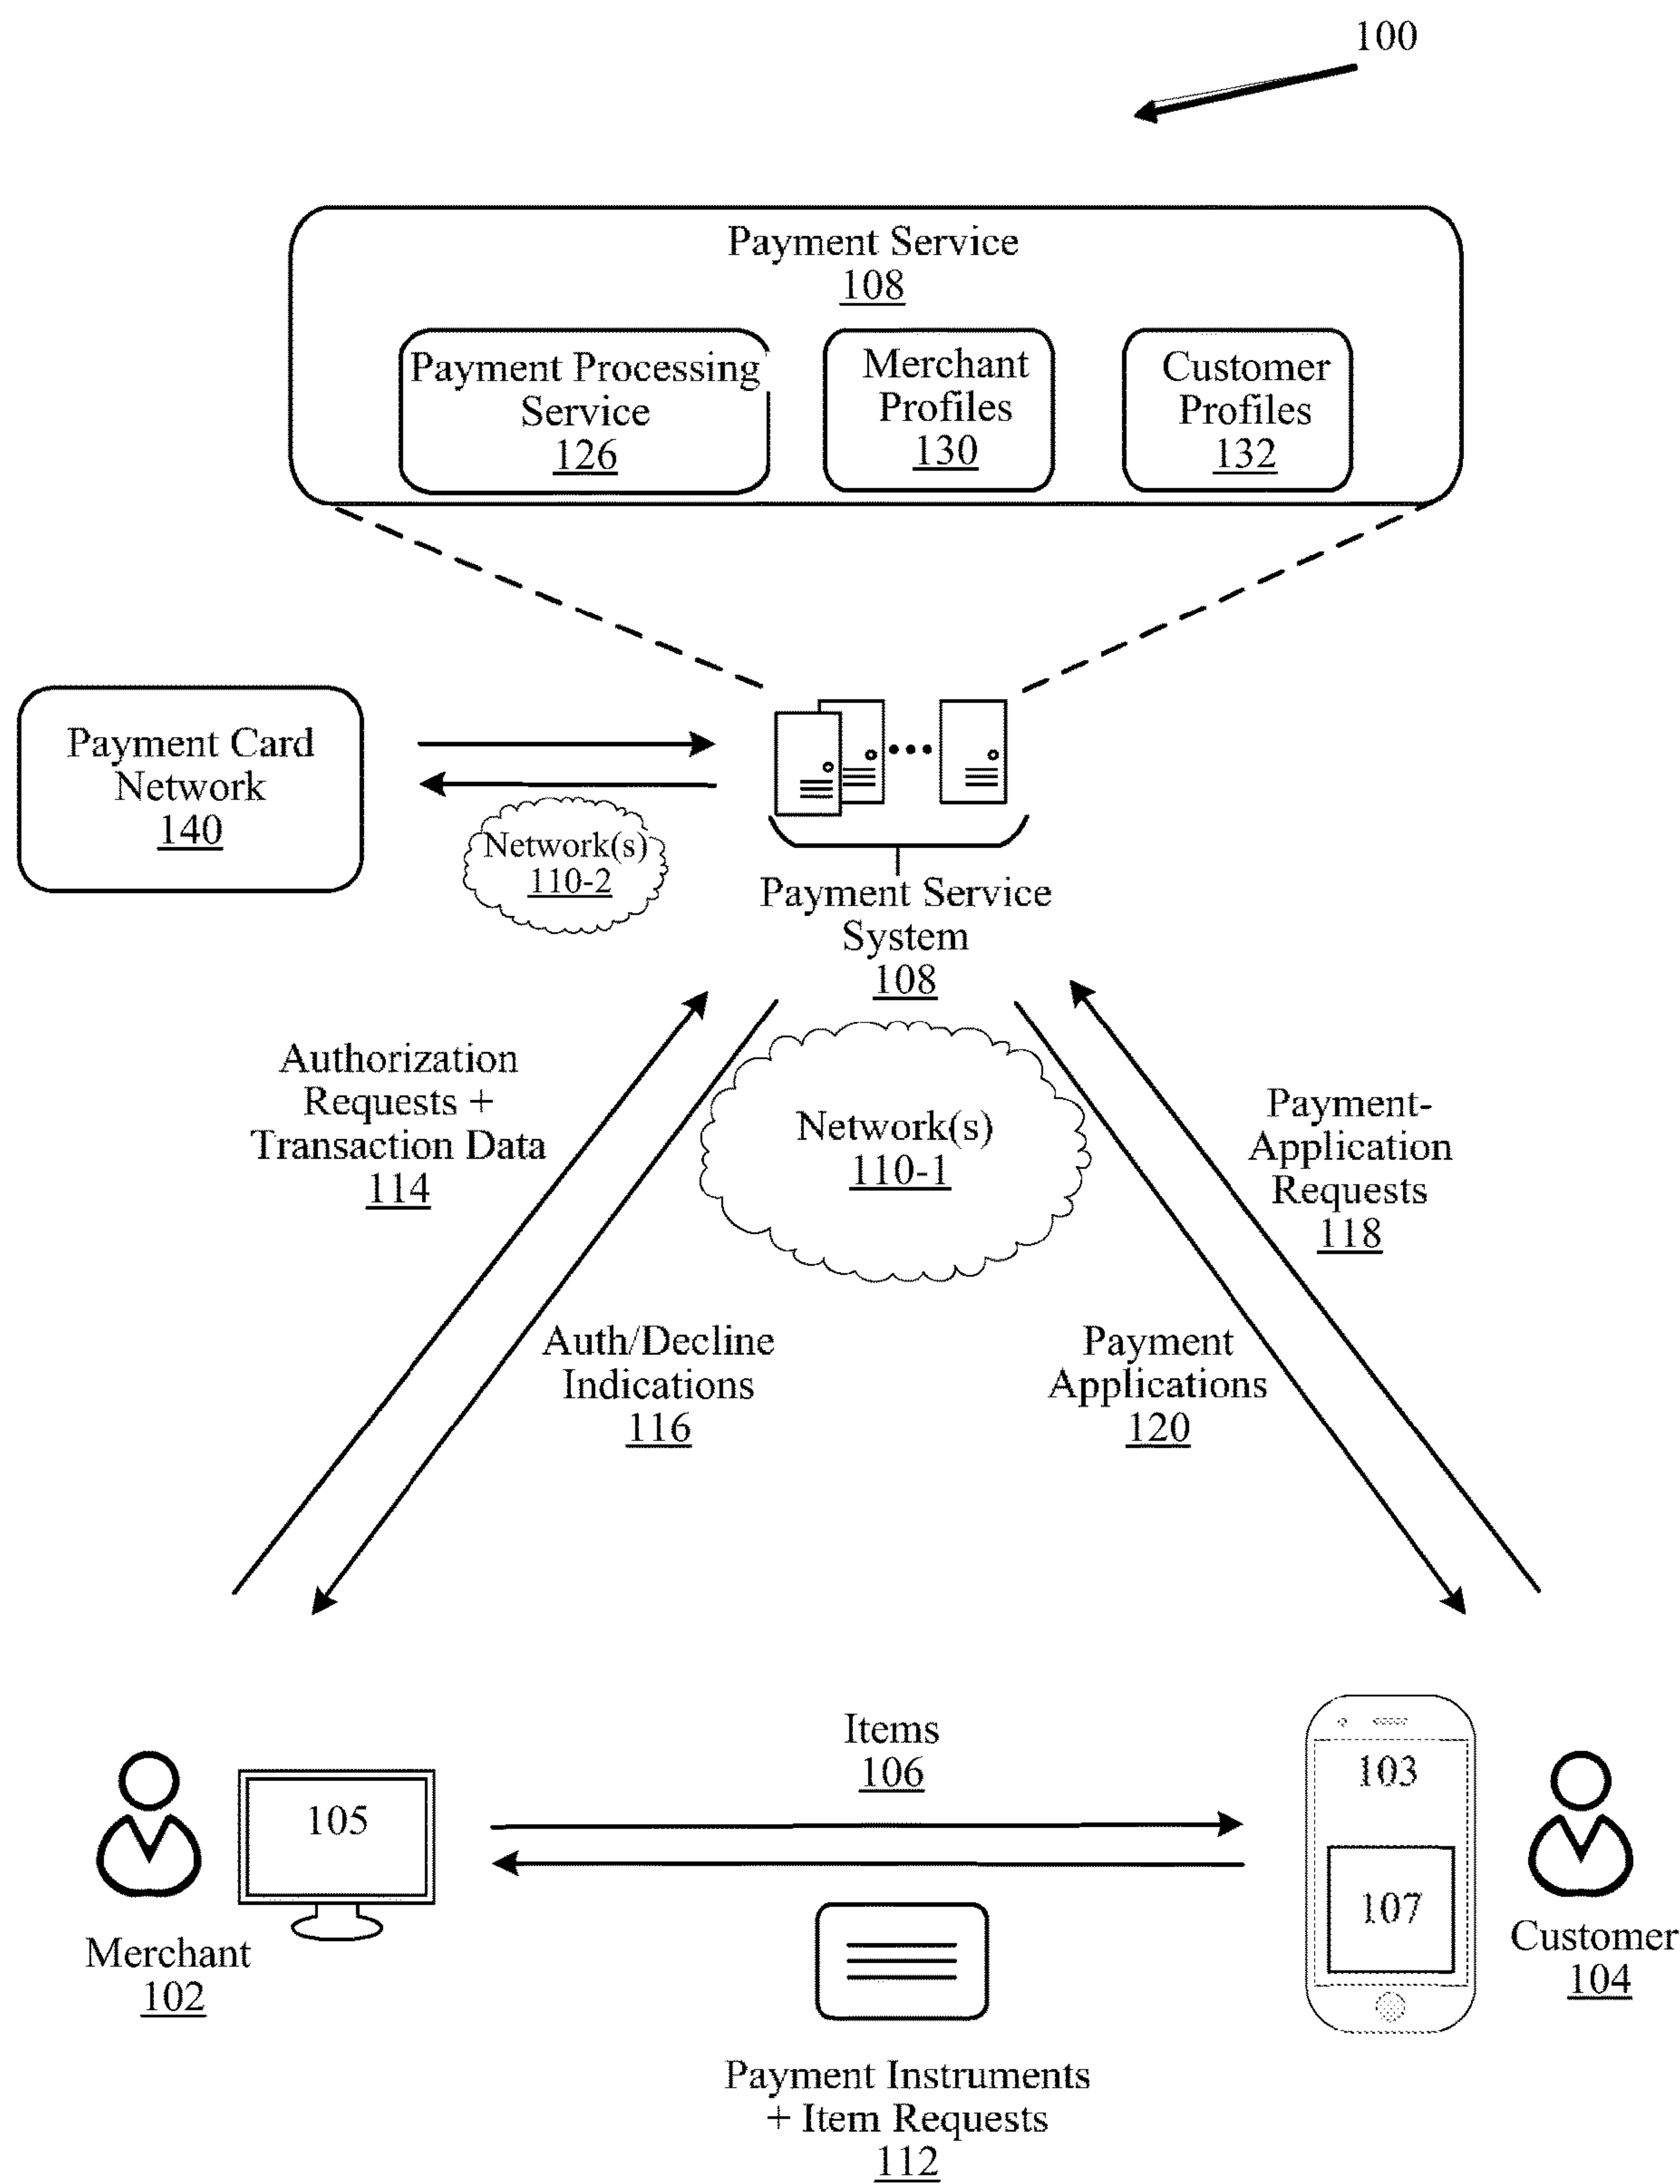 100
Payment Service
108
Payment Processing
Service
126
Merchant
Profiles
130
Customer
Profiles
132
Payment Card
Network
140
Network(s)
110-2
Payment Service
System
108
Authorization
Requests +
Transaction Data
114
Network(s)
110-1
Payment-
Application
Requests
118
Auth/Decline
Indications
116
Payment
Applications
120
Items
106
105
103
107
Merchant
102
Customer
104
Payment Instruments
+ Item Requests
112